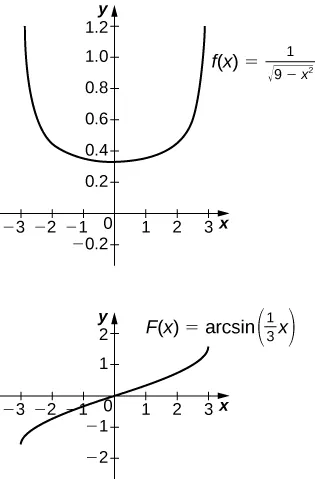 y
1.2
1.0
f(x) = 1/√(9 − x²)
0.8
0.6
0.4
0.2
−3 −2 −1 0 1 2 3 x
−0.2
y
F(x) = arcsin(1/3 x)
2
1
−3 −2 −1 0 1 2 3 x
−1
−2